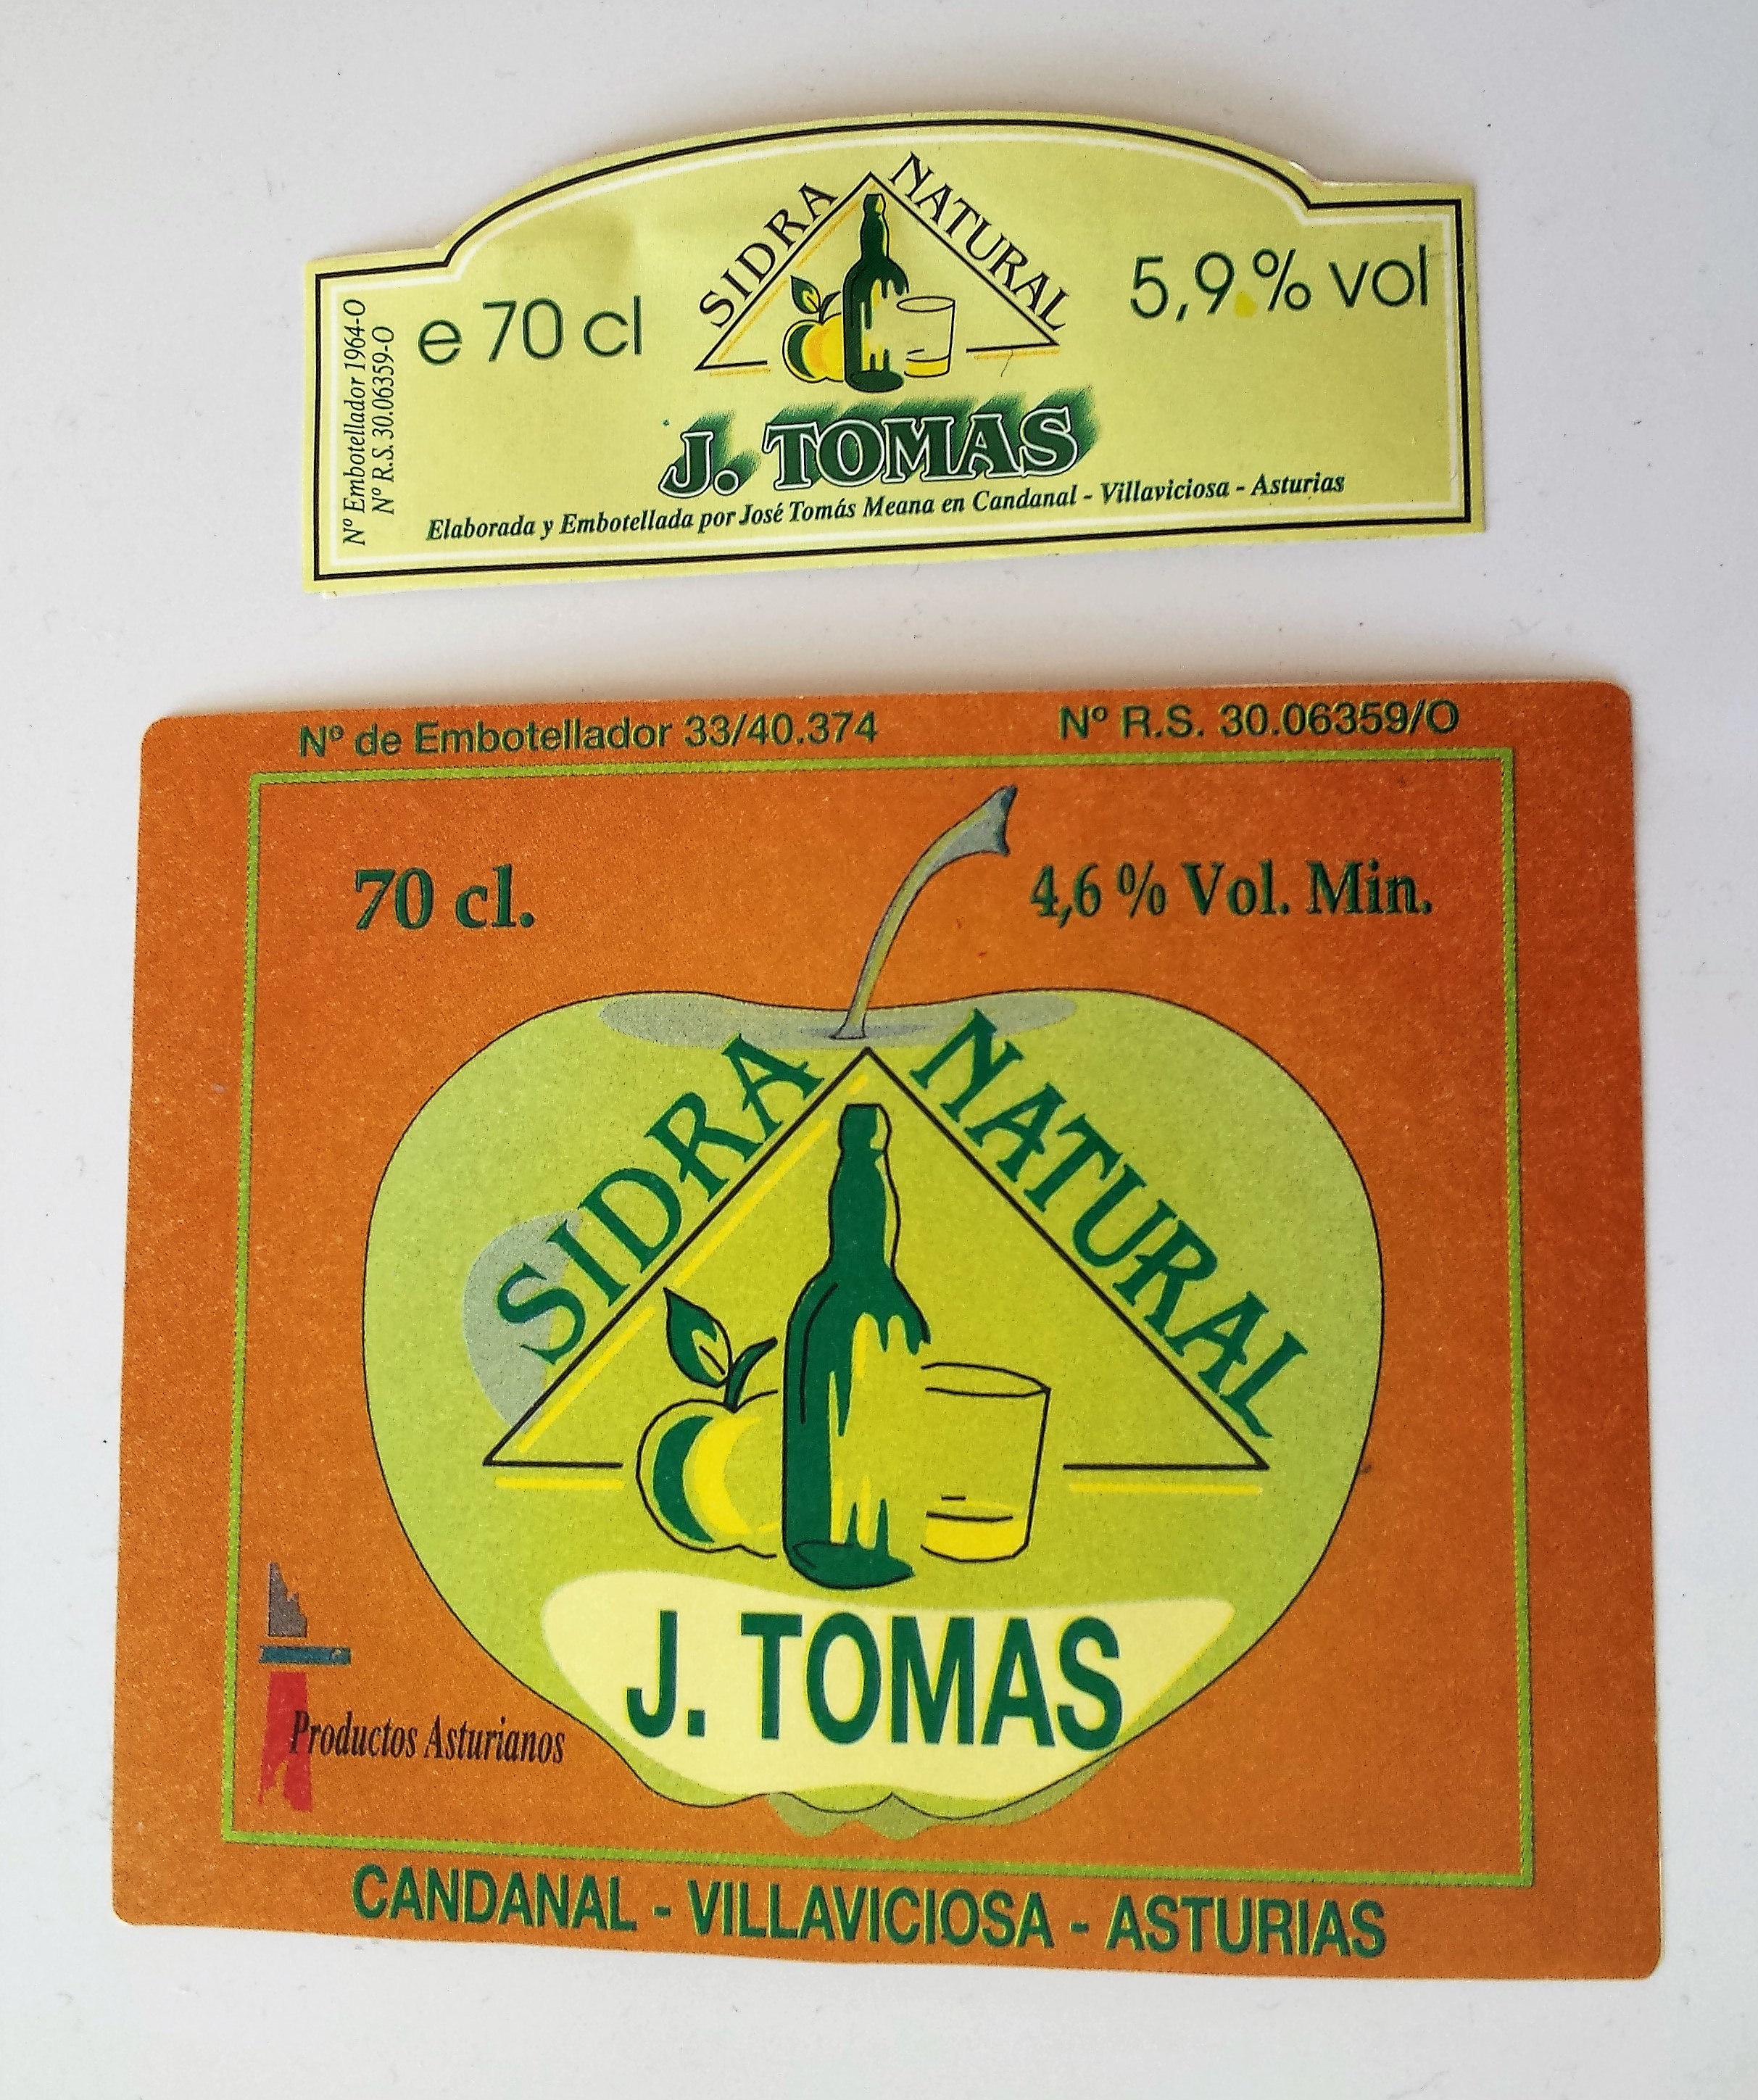 SIDRA NATURAL
e 70 cl
5,9 % vol
Nº Embotellador 1964-O
Nº R.S. 30.06359-O
J. TOMAS
Elaborada y Embotellada por José Tomás Meana en Candanal - Villaviciosa - Asturias
Nº de Embotellador 33/40.374
Nº R.S. 30.06359/O
70 cl.
4,6 % Vol. Min.
SIDRA NATURAL
J. TOMAS
Productos Asturianos
CANDANAL - VILLAVICIOSA - ASTURIAS